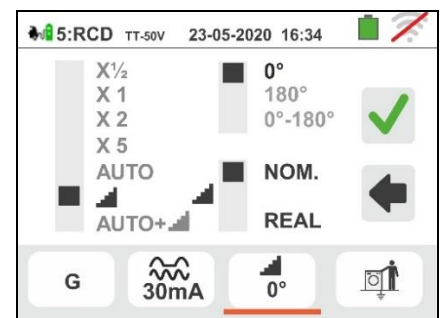 5:RCD TT-50V 23-05-2020 16:34
X½ 0°
X 1 180°
X 2 0°-180°
X 5
AUTO NOM.
AUTO+ REAL
G
30mA
0°